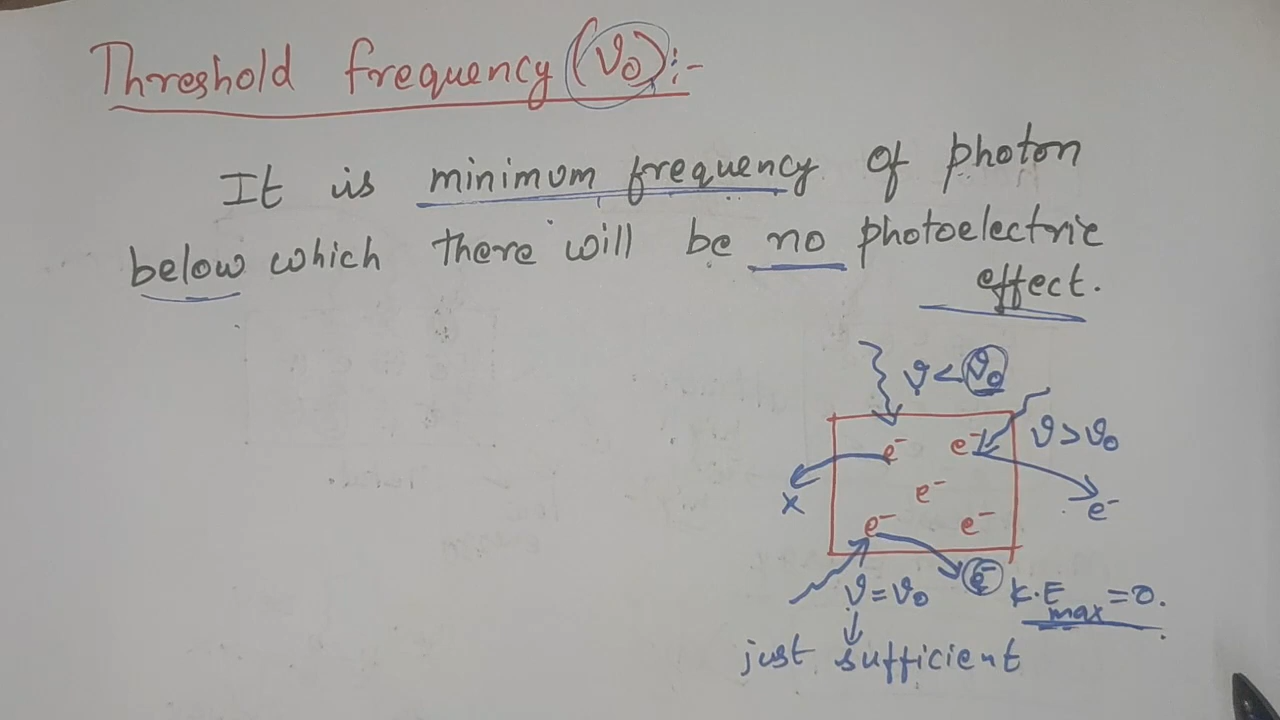 Threshold frequency (ν₀):-
It is minimum frequency of photon
below which there will be no photoelectric
effect.
ν < ν₀
ν > ν₀
e⁻ e⁻
x
e⁻
e⁻
e⁻ e⁻
e⁻
ν = ν₀
K.E max = 0.
just sufficient